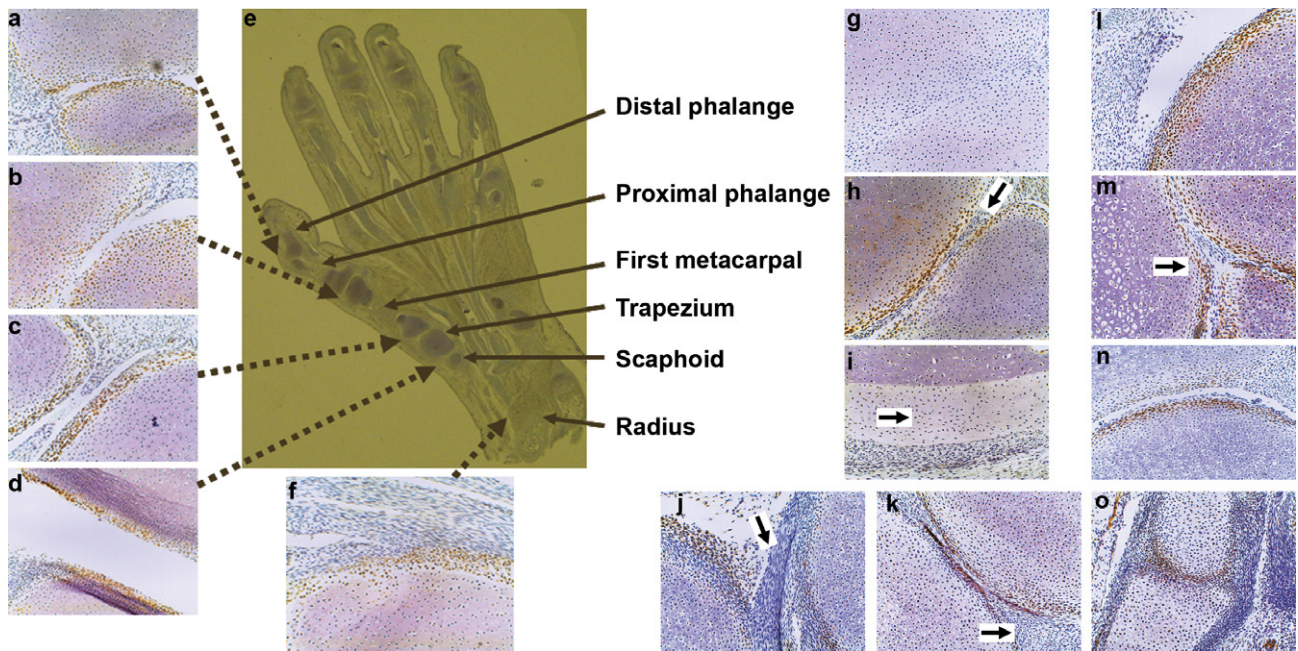 a
b
c
d
e
Distal phalange
Proximal phalange
First metacarpal
Trapezium
Scaphoid
Radius
f
g
h
i
j
k
l
m
n
o